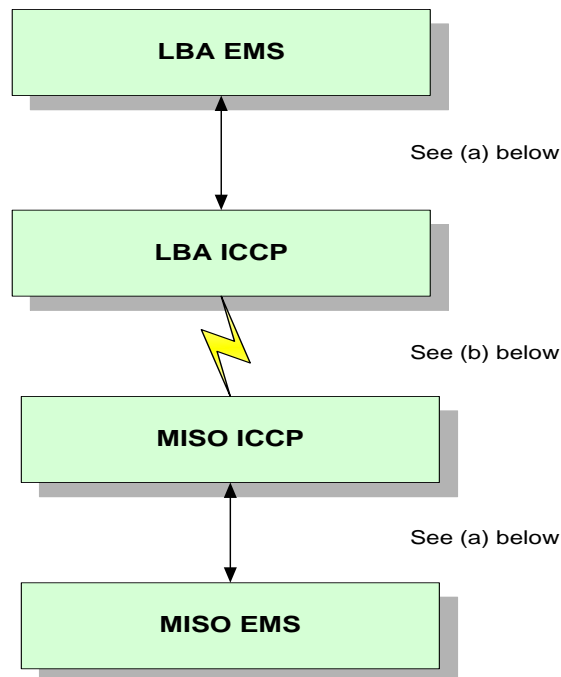 LBA EMS
See (a) below
LBA ICCP
See (b) below
MISO ICCP
See (a) below
MISO EMS